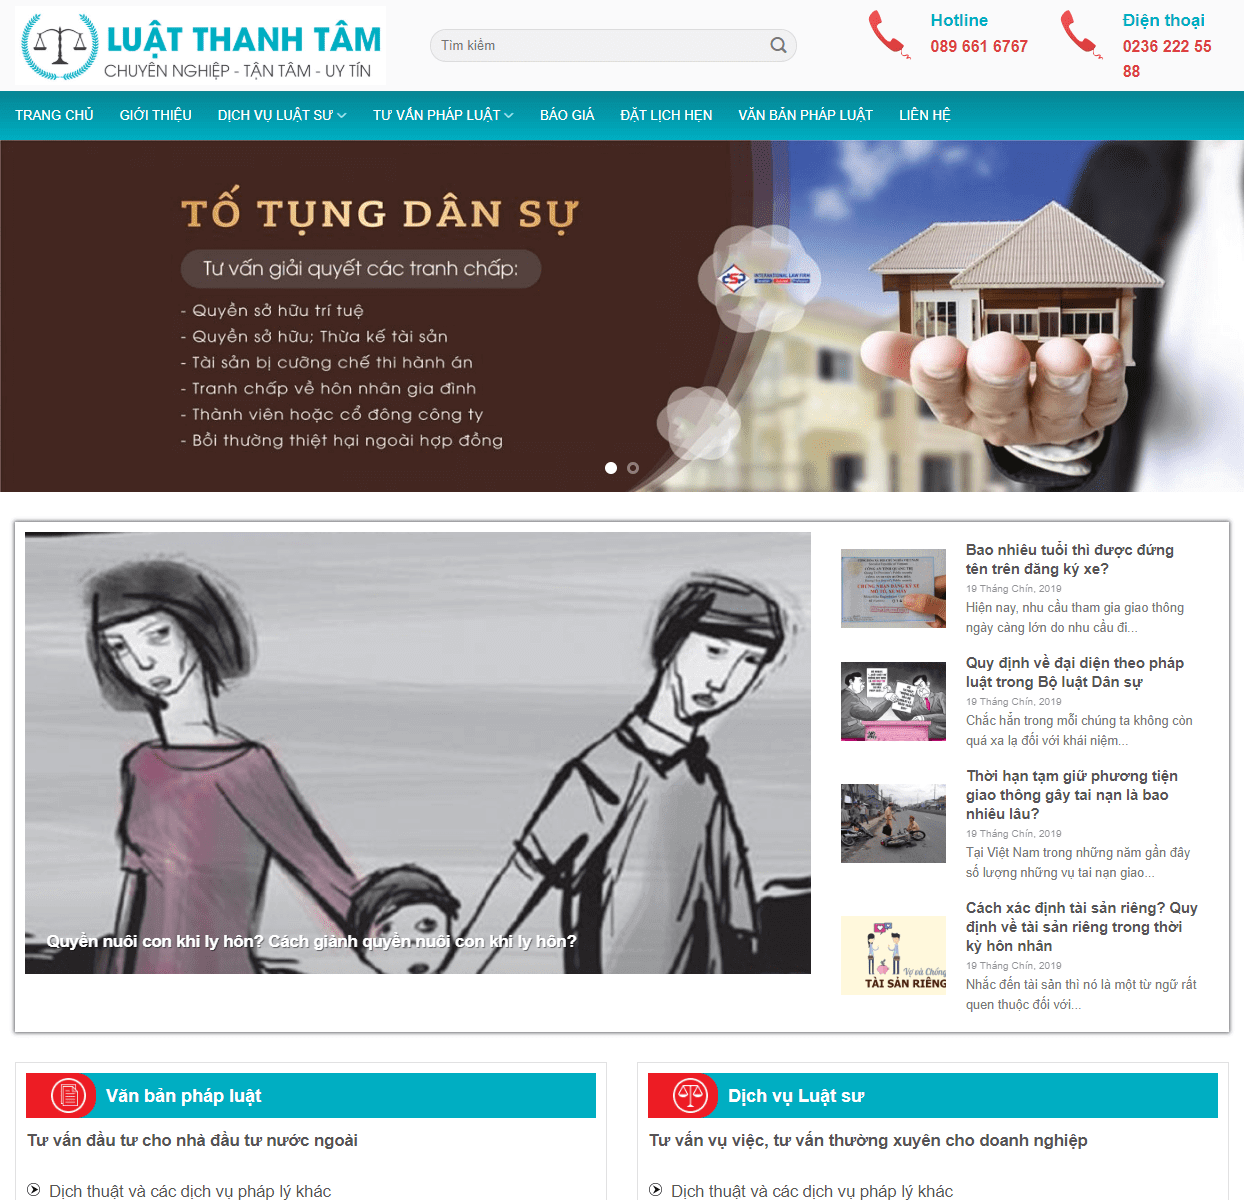 LUẬT THANH TÂM
CHUYÊN NGHIỆP - TẬN TÂM - UY TÍN
Tìm kiếm
Hotline
089 661 6767
Điện thoại
0236 222 55
88
TRANG CHỦ GIỚI THIỆU DỊCH VỤ LUẬT SƯ TƯ VẤN PHÁP LUẬT BÁO GIÁ ĐẶT LỊCH HẸN VĂN BẢN PHÁP LUẬT LIÊN HỆ
TỐ TỤNG DÂN SỰ
Tư vấn giải quyết các tranh chấp:
- Quyền sở hữu trí tuệ
- Quyền sở hữu; Thừa kế tài sản
- Tài sản bị cưỡng chế thi hành án
- Tranh chấp về hôn nhân gia đình
- Thành viên hoặc cổ đông công ty
- Bồi thường thiệt hại ngoài hợp đồng
INTERNATIONAL LAW FIRM
Quyền nuôi con khi ly hôn? Cách giành quyền nuôi con khi ly hôn?
Bao nhiêu tuổi thì được đứng
tên trên đăng ký xe?
19 Tháng Chín, 2019
Hiện nay, nhu cầu tham gia giao thông
ngày càng lớn do nhu cầu đi...
Quy định về đại diện theo pháp
luật trong Bộ luật Dân sự
19 Tháng Chín, 2019
Chắc hẳn trong mỗi chúng ta không còn
quá xa lạ đối với khái niệm...
Thời hạn tạm giữ phương tiện
giao thông gây tai nạn là bao
nhiêu lâu?
19 Tháng Chín, 2019
Tại Việt Nam trong những năm gần đây
số lượng những vụ tai nạn giao...
Vợ và Chồng
TÀI SẢN RIÊNG
Cách xác định tài sản riêng? Quy
định về tài sản riêng trong thời
kỳ hôn nhân
19 Tháng Chín, 2019
Nhắc đến tài sản thì nó là một từ ngữ rất
quen thuộc đối với...
Văn bản pháp luật
Tư vấn đầu tư cho nhà đầu tư nước ngoài
Dịch thuật và các dịch vụ pháp lý khác
Dịch vụ Luật sư
Tư vấn vụ việc, tư vấn thường xuyên cho doanh nghiệp
Dịch thuật và các dịch vụ pháp lý khác